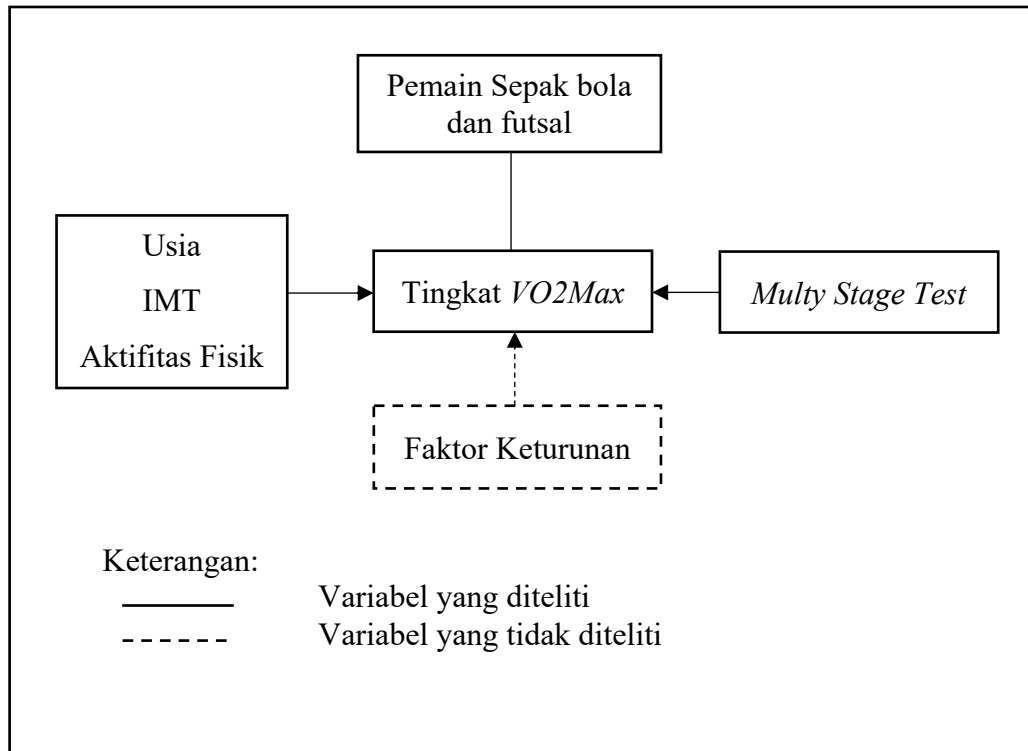 Pemain Sepak bola
dan futsal
Usia
IMT
Aktifitas Fisik
Tingkat VO2Max
Multy Stage Test
Faktor Keturunan
Keterangan:
Variabel yang diteliti
Variabel yang tidak diteliti